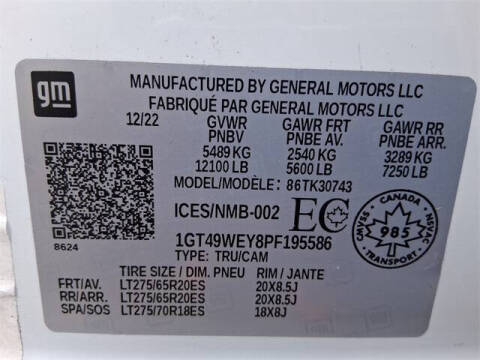 gm
MANUFACTURED BY GENERAL MOTORS LLC
FABRIQUÉ PAR GENERAL MOTORS LLC
12/22 GVWR GAWR FRT GAWR RR
PNBV PNBE AV. PNBE ARR.
5489 KG 2540 KG 3289 KG
12100 LB 5600 LB 7250 LB
MODEL/MODÈLE: 86TK30743
ICES/NMB-002 EC
CANADA
CMVSS 985 NSVAC
8624
1GT49WEY8PF195586
TYPE: TRU/CAM
TIRE SIZE / DIM. PNEU RIM / JANTE
FRT/AV. LT275/65R20ES 20X8.5J
RR/ARR. LT275/65R20ES 20X8.5J
SPA/SOS LT275/70R18ES 18X8J